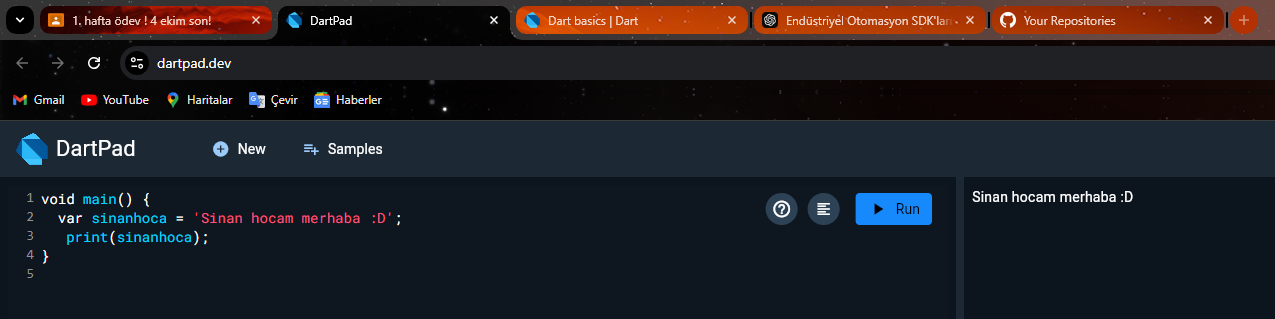 1. hafta ödev ! 4 ekim son!
DartPad
Dart basics | Dart
Endüstriyel Otomasyon SDK'ları
Your Repositories
dartpad.dev
Gmail
YouTube
Haritalar
Çevir
Haberler
DartPad
New
Samples
1 void main() {
2 var sinanhoca = 'Sinan hocam merhaba :D';
3 print(sinanhoca);
4 }
5
Run
Sinan hocam merhaba :D